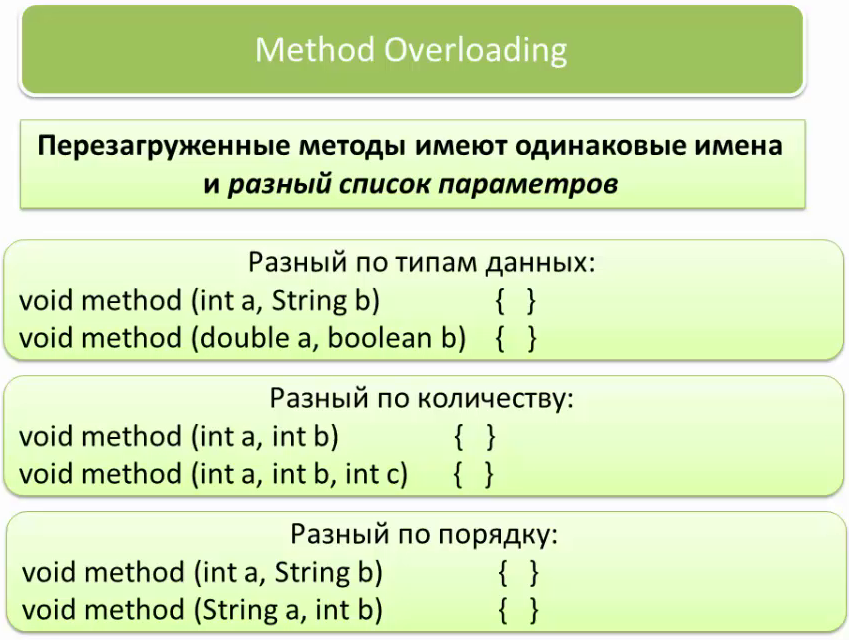 Method Overloading
Перезагруженные методы имеют одинаковые имена
и разный список параметров
Разный по типам данных:
void method (int a, String b) { }
void method (double a, boolean b) { }
Разный по количеству:
void method (int a, int b) { }
void method (int a, int b, int c) { }
Разный по порядку:
void method (int a, String b) { }
void method (String a, int b) { }